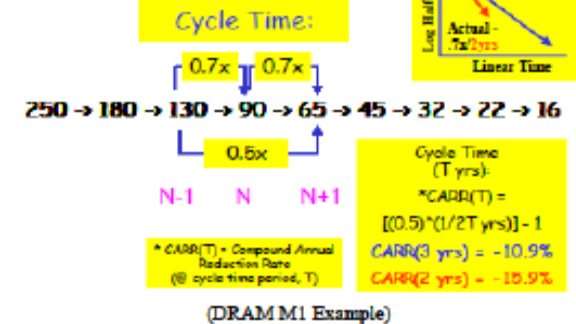 Cycle Time:
Log Half
Actual -
.7x/2yrs
Linear Time
0.7x 0.7x
250 → 180 → 130 → 90 → 65 → 45 → 32 → 22 → 16
0.5x
N-1 N N+1
Cycle Time
(T yrs):
*CARR(T) =
[(0.5)^(1/2T yrs)] - 1
CARR(3 yrs) = -10.9%
CARR(2 yrs) = -15.9%
* CARR(T) = Compound Annual
Reduction Rate
(@ cycle time period, T)
(DRAM M1 Example)